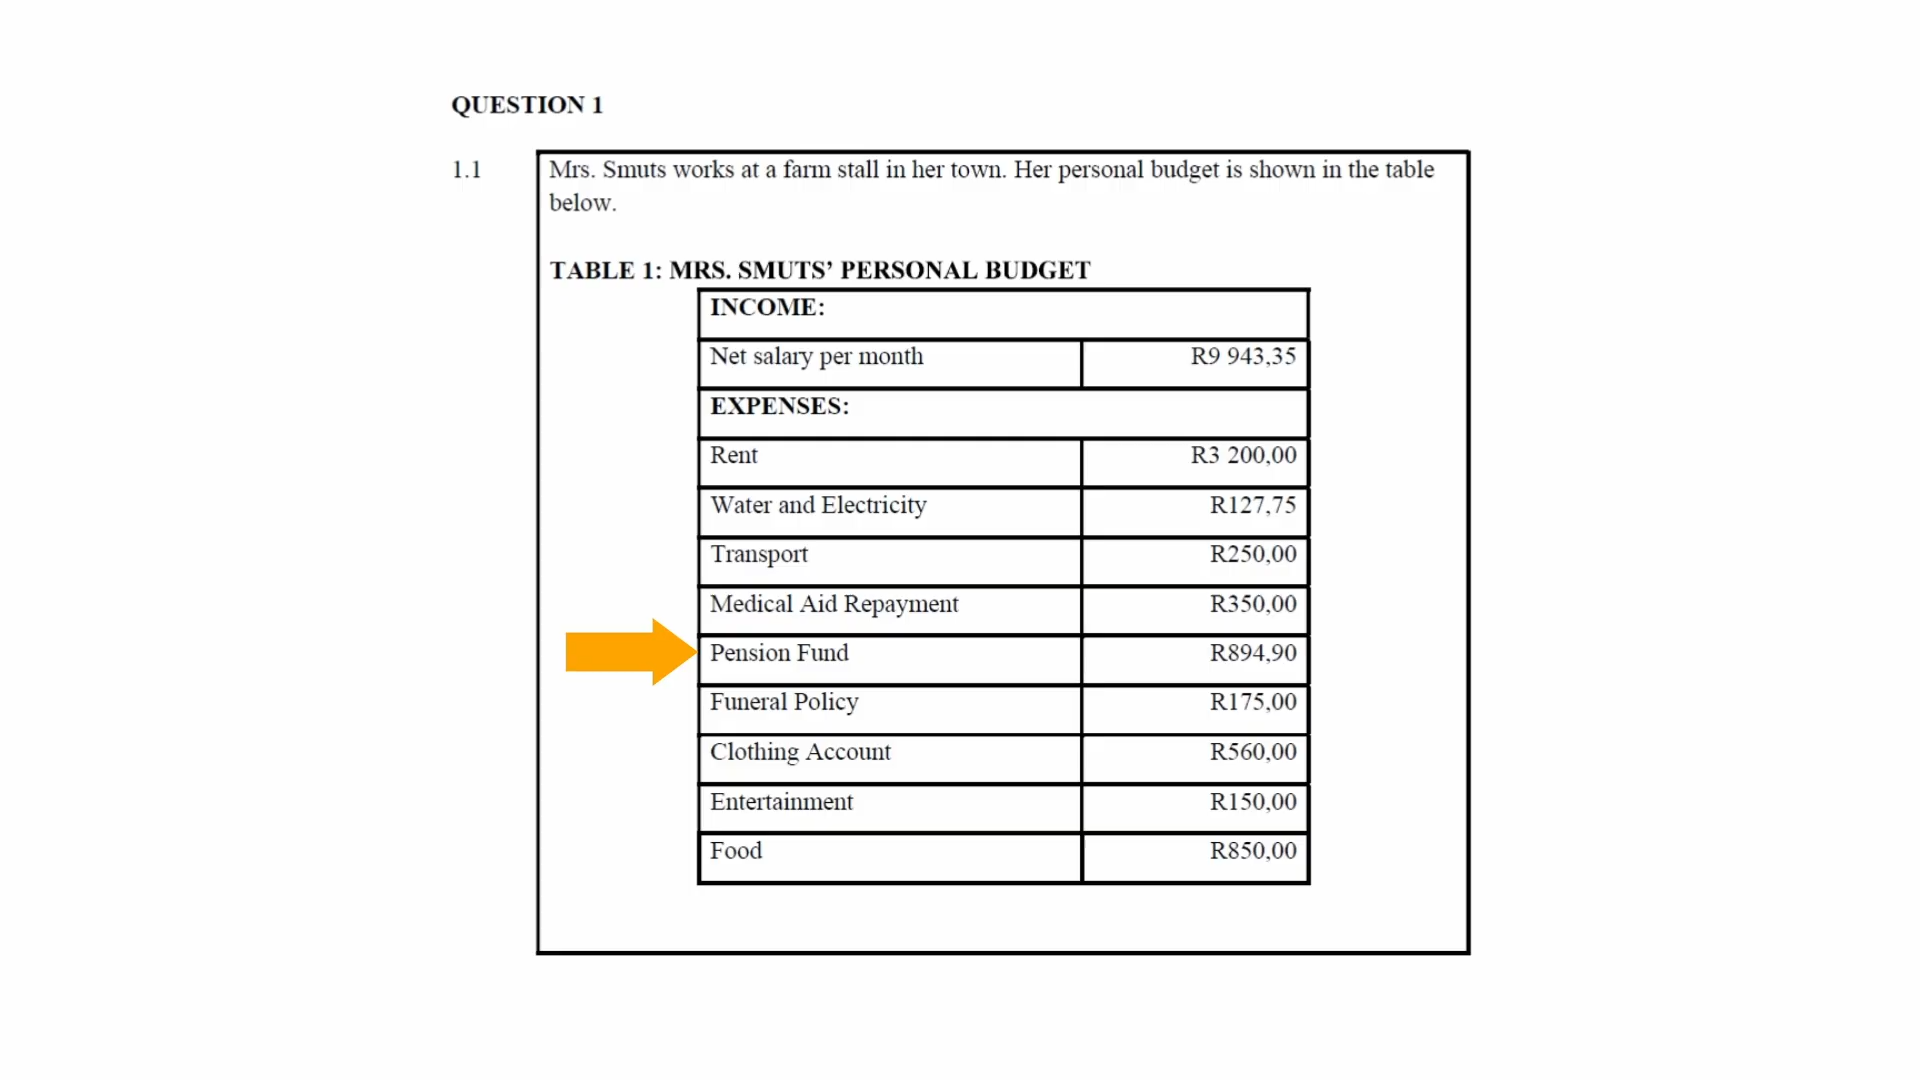 QUESTION 1
1.1
Mrs. Smuts works at a farm stall in her town. Her personal budget is shown in the table
below.
TABLE 1: MRS. SMUTS’ PERSONAL BUDGET
INCOME:
Net salary per month R9 943,35
EXPENSES:
Rent R3 200,00
Water and Electricity R127,75
Transport R250,00
Medical Aid Repayment R350,00
Pension Fund R894,90
Funeral Policy R175,00
Clothing Account R560,00
Entertainment R150,00
Food R850,00